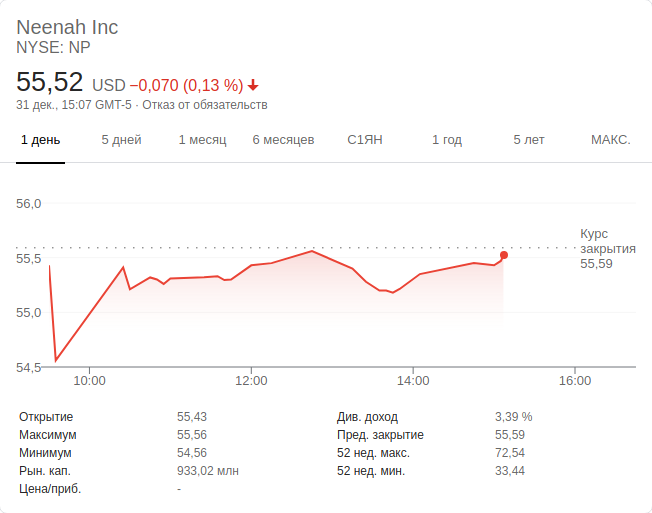 Neenah Inc
NYSE: NP
55,52 USD −0,070 (0,13 %)
31 дек., 15:07 GMT-5 · Отказ от обязательств
1 день 5 дней 1 месяц 6 месяцев С1ЯН 1 год 5 лет МАКС.
56,0
Курс
закрытия
55,5
55,59
55,0
54,5
10:00 12:00 14:00 16:00
Открытие 55,43 Див. доход 3,39 %
Максимум 55,56 Пред. закрытие 55,59
Минимум 54,56 52 нед. макс. 72,54
Рын. кап. 933,02 млн 52 нед. мин. 33,44
Цена/приб. -